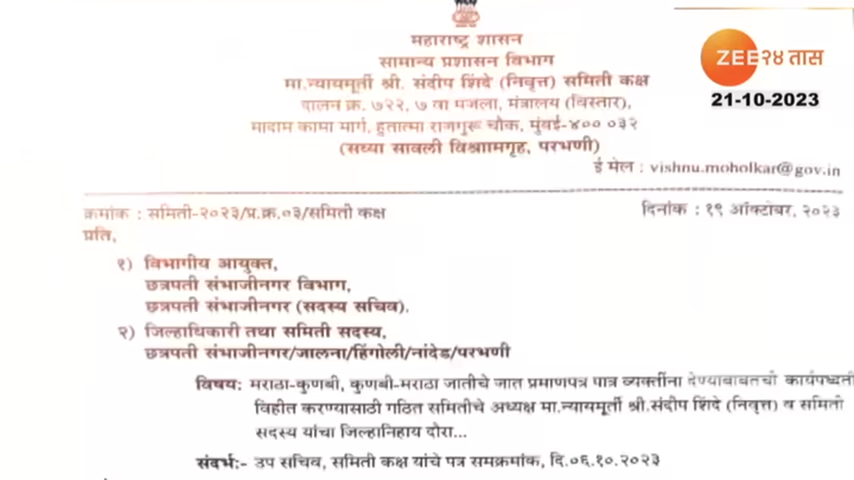 महाराष्ट्र शासन
सामान्य प्रशासन विभाग
मा.न्यायमूर्ती श्री. संदीप शिंदे (निवृत्त) समिती कक्ष
दालन क्र. ७२२, ७ वा मजला, मंत्रालय (विस्तार),
मादाम कामा मार्ग, हुतात्मा राजगुरू चौक, मुंबई-४०० ०३२
(सध्या सावली विश्राामगृह, परभणी)
ई मेल : vishnu.moholkar@gov.in
ZEE २४ तास
21-10-2023
क्रमांक : समिती-२०२३/प्र.क्र.०३/समिती कक्ष
दिनांक : १९ ऑक्टोबर, २०२३
प्रति,
१) विभागीय आयुक्त,
छत्रपती संभाजीनगर विभाग,
छत्रपती संभाजीनगर (सदस्य सचिव).
२) जिल्हाधिकारी तथा समिती सदस्य,
छत्रपती संभाजीनगर/जालना/हिंगोली/नांदेड/परभणी
विषय: मराठा-कुणबी, कुणबी-मराठा जातीचे जात प्रमाणपत्र पात्र व्यक्तींना देण्याबाबतची कार्यपध्दती
विहीत करण्यासाठी गठित समितीचे अध्यक्ष मा.न्यायमूर्ती श्री.संदीप शिंदे (निवृत्त) व समिती
सदस्य यांचा जिल्हानिहाय दौरा...
संदर्भ:- उप सचिव, समिती कक्ष यांचे पत्र समक्रमांक, दि.०६.१०.२०२३